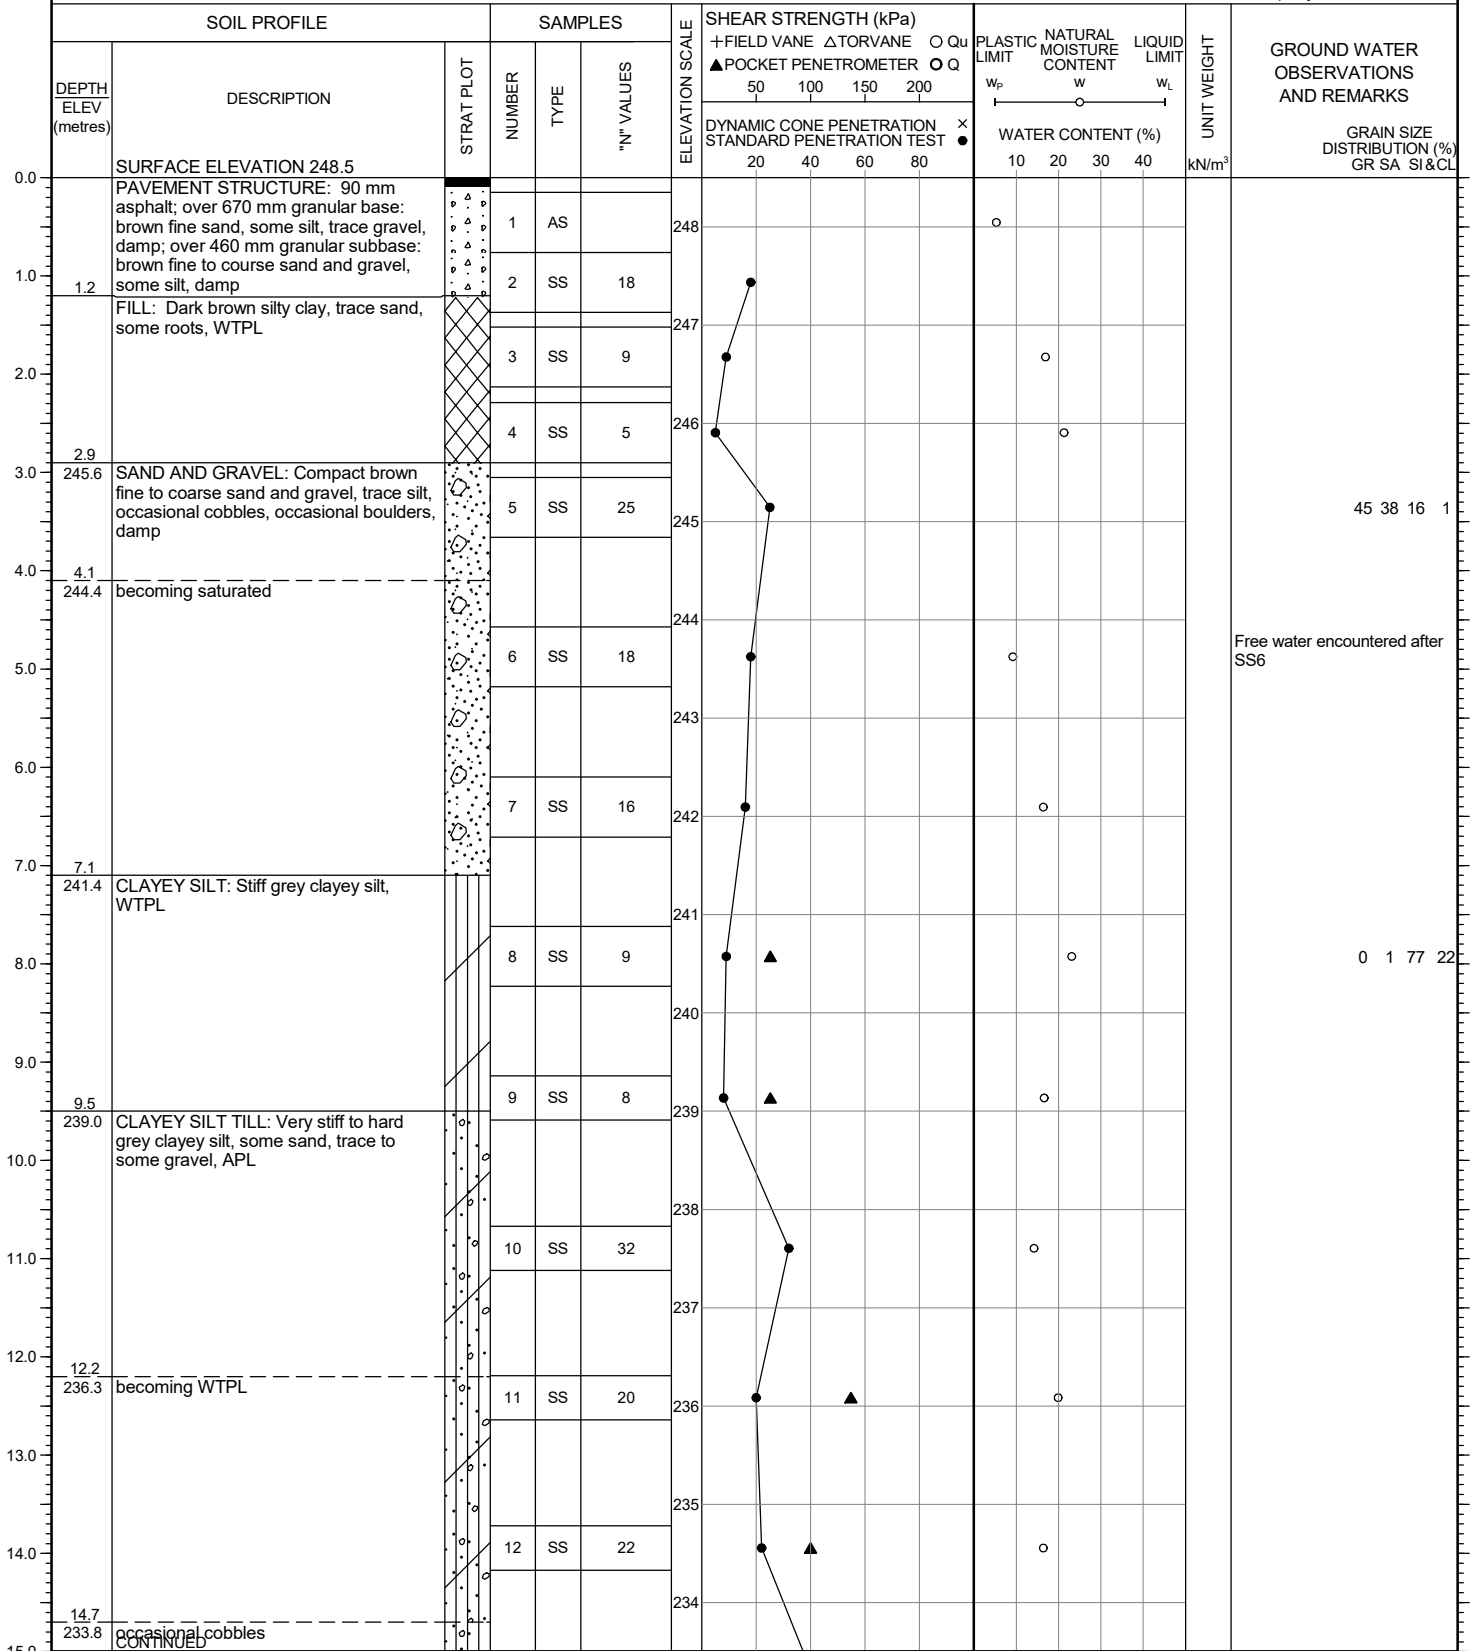 SOIL PROFILE
SAMPLES
DEPTH
ELEV
(metres)
DESCRIPTION
STRAT PLOT
NUMBER
TYPE
"N" VALUES
ELEVATION SCALE
SHEAR STRENGTH (kPa)
+FIELD VANE △TORVANE ○ Qu
▲POCKET PENETROMETER O Q
50 100 150 200
DYNAMIC CONE PENETRATION ×
STANDARD PENETRATION TEST ●
20 40 60 80
PLASTIC LIMIT
NATURAL MOISTURE CONTENT
LIQUID LIMIT
wP w wL
WATER CONTENT (%)
10 20 30 40
UNIT WEIGHT
kN/m³
GROUND WATER
OBSERVATIONS
AND REMARKS
GRAIN SIZE
DISTRIBUTION (%)
GR SA SI&CL
SURFACE ELEVATION 248.5
0.0
PAVEMENT STRUCTURE: 90 mm
asphalt; over 670 mm granular base:
brown fine sand, some silt, trace gravel,
damp; over 460 mm granular subbase:
brown fine to course sand and gravel,
some silt, damp
1 AS
248
1.0
1.2
2 SS 18
FILL: Dark brown silty clay, trace sand,
some roots, WTPL
247
3 SS 9
2.0
246
4 SS 5
2.9
3.0
245.6
SAND AND GRAVEL: Compact brown
fine to coarse sand and gravel, trace silt,
occasional cobbles, occasional boulders,
damp
5 SS 25
45 38 16 1
245
4.0
4.1
244.4
becoming saturated
244
6 SS 18
Free water encountered after
SS6
5.0
243
6.0
7 SS 16
242
7.0
7.1
241.4
CLAYEY SILT: Stiff grey clayey silt,
WTPL
241
8.0
8 SS 9
0 1 77 22
240
9.0
9 SS 8
9.5
239
239.0
CLAYEY SILT TILL: Very stiff to hard
grey clayey silt, some sand, trace to
some gravel, APL
10.0
238
11.0
10 SS 32
237
12.0
12.2
236.3
becoming WTPL
11 SS 20
236
13.0
235
14.0
12 SS 22
234
14.7
233.8
occasional cobbles
CONTINUED
15.0